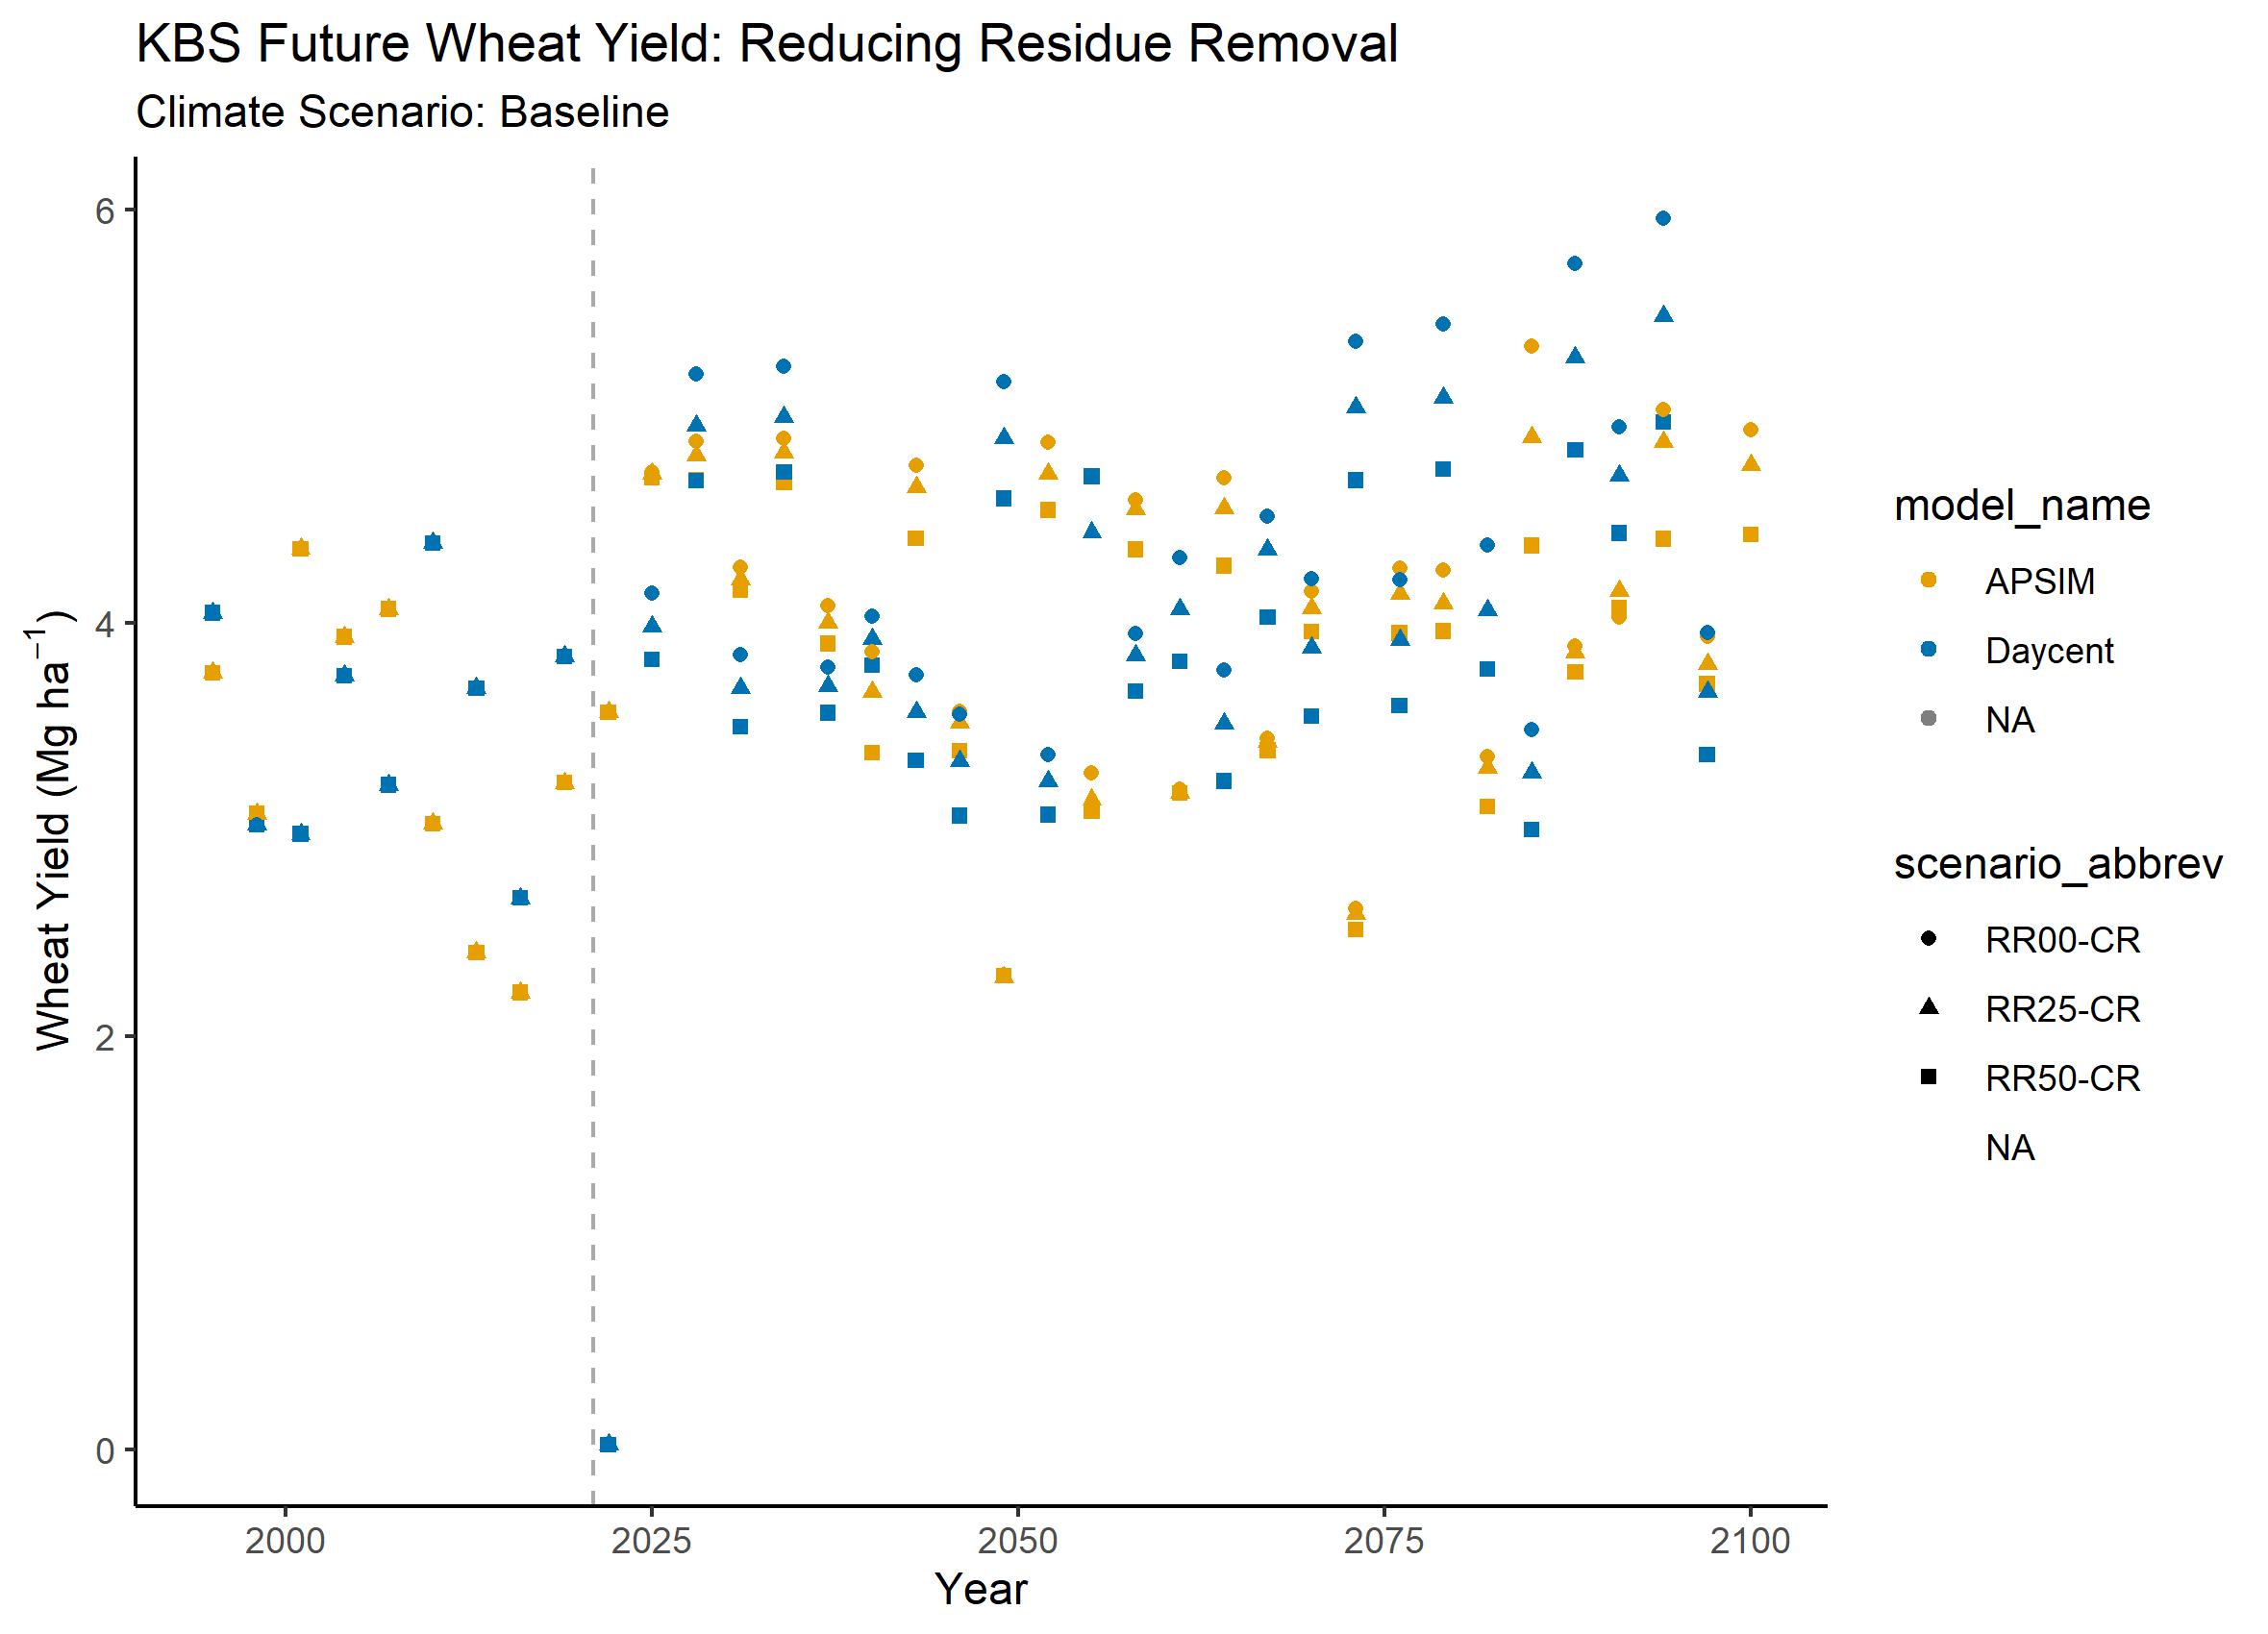 KBS Future Wheat Yield: Reducing Residue Removal
Climate Scenario: Baseline
Wheat Yield (Mg ha⁻¹)
6
4
2
0
2000 2025 2050 2075 2100
Year
model_name
APSIM
Daycent
NA
scenario_abbrev
RR00-CR
RR25-CR
RR50-CR
NA